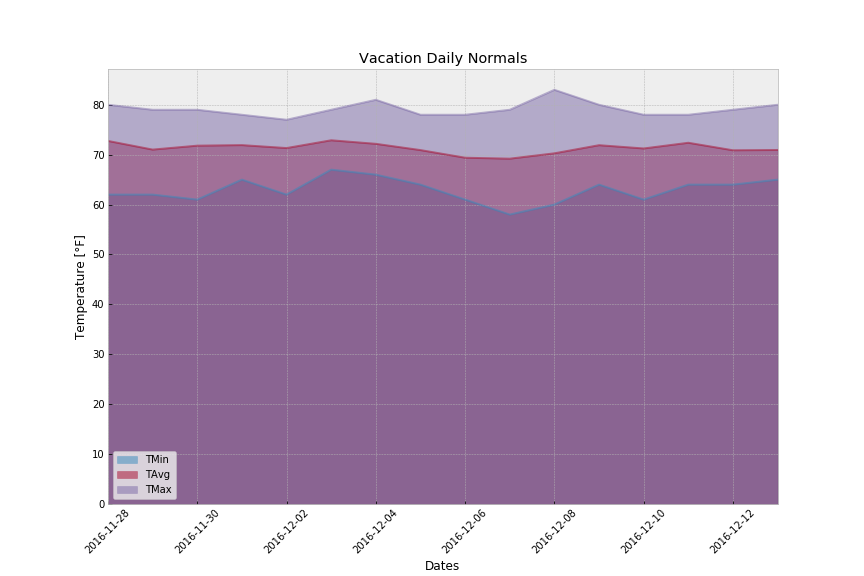 Vacation Daily Normals
Temperature [°F]
80
70
60
50
40
30
20
10
0
TMin
TAvg
TMax
2016-11-28
2016-11-30
2016-12-02
2016-12-04
2016-12-06
2016-12-08
2016-12-10
2016-12-12
Dates